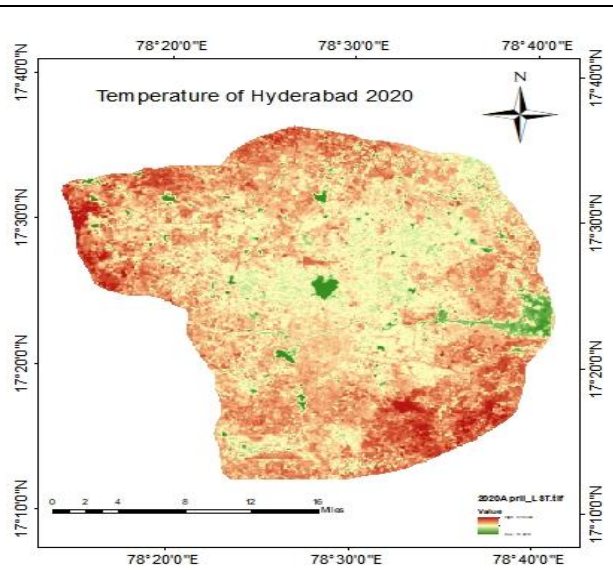 78°20'0"E 78°30'0"E 78°40'0"E
17°40'0"N 17°40'0"N
Temperature of Hyderabad 2020
N
17°30'0"N 17°30'0"N
17°20'0"N 17°20'0"N
17°10'0"N 17°10'0"N
0 2 4 8 12 16
Miles
2020April_LST.tif
Value
78°20'0"E 78°30'0"E 78°40'0"E